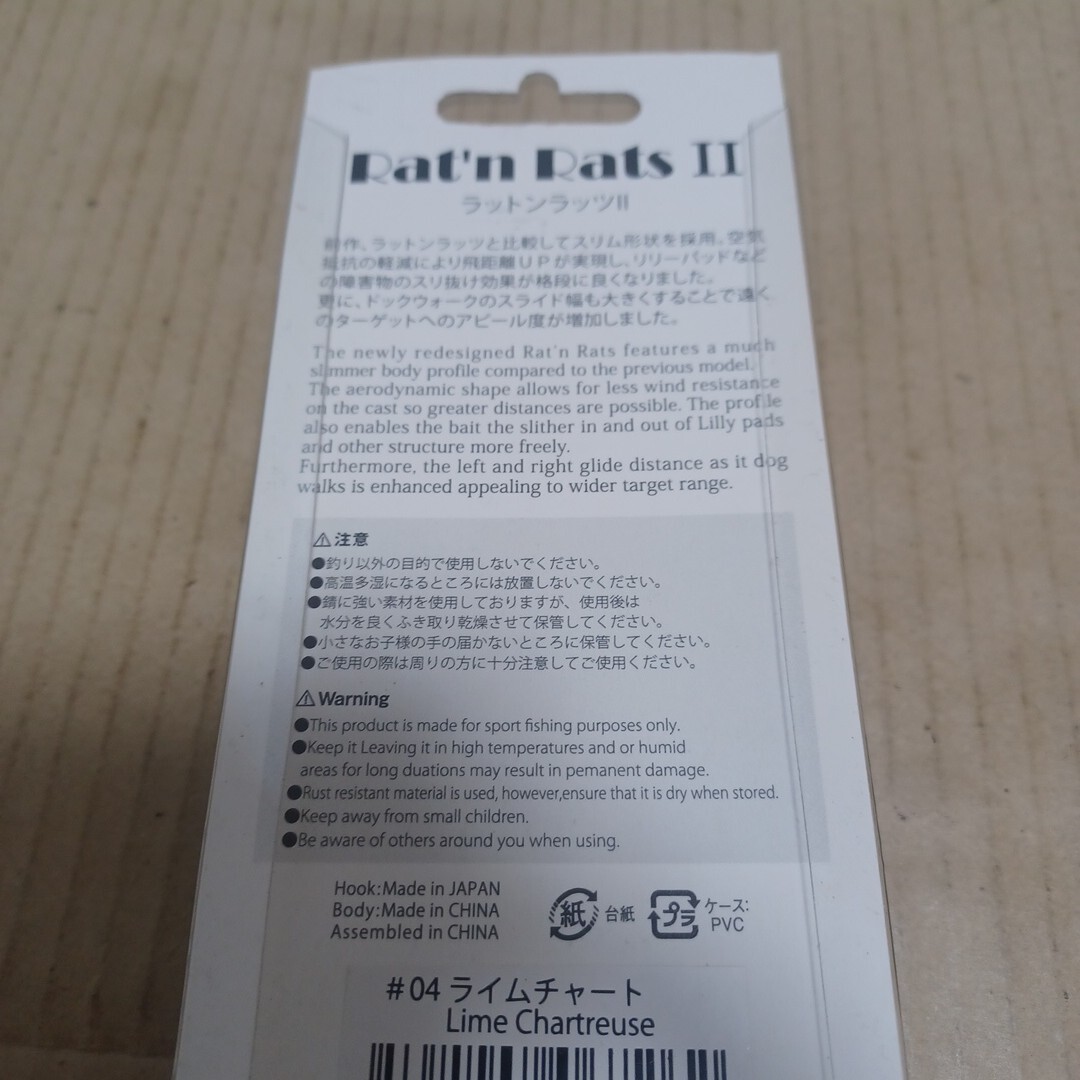 Rat'n Rats II
ラットンラッツII
前作、ラットンラッツと比較してスリム形状を採用。空気
抵抗の軽減により飛距離UPが実現し、リリーパッドなど
の障害物のスリ抜け効果が格段に良くなりました。
更に、ドックウォークのスライド幅も大きくすることで遠く
のターゲットへのアピール度が増加しました。
The newly redesigned Rat'n Rats features a much
slimmer body profile compared to the previous model.
The aerodynamic shape allows for less wind resistance
on the cast so greater distances are possible. The profile
also enables the bait the slither in and out of Lilly pads
and other structure more freely.
Furthermore, the left and right glide distance as it dog
walks is enhanced appealing to wider target range.
⚠注意
●釣り以外の目的で使用しないでください。
●高温多湿になるところには放置しないでください。
●錆に強い素材を使用しておりますが、使用後は
水分を良くふき取り乾燥させて保管してください。
●小さなお子様の手の届かないところに保管してください。
●ご使用の際は周りの方に十分注意してご使用ください。
⚠Warning
●This product is made for sport fishing purposes only.
●Keep it Leaving it in high temperatures and or humid
areas for long duations may result in pemanent damage.
●Rust resistant material is used, however,ensure that it is dry when stored.
●Keep away from small children.
●Be aware of others around you when using.
Hook:Made in JAPAN
Body:Made in CHINA
Assembled in CHINA
紙 台紙
プラ ケース:
PVC
#04 ライムチャート
Lime Chartreuse